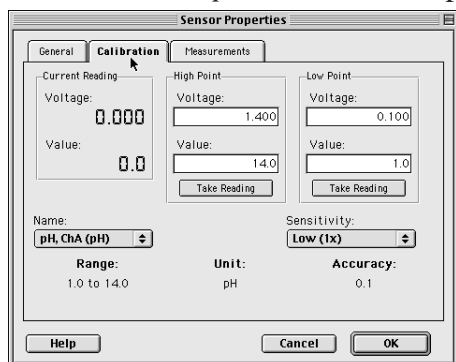 Sensor Properties
General Calibration Measurements
Current Reading High Point Low Point
Voltage: Voltage: Voltage:
0.000 1.400 0.100
Value: Value: Value:
0.0 14.0 1.0
Take Reading Take Reading
Name: Sensitivity:
pH, ChA (pH) Low (1x)
Range: Unit: Accuracy:
1.0 to 14.0 pH 0.1
Help Cancel OK